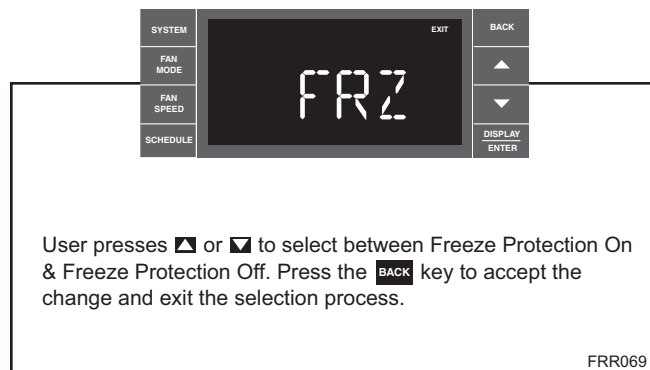 SYSTEM
EXIT
BACK
FAN
MODE
FRZ
FAN
SPEED
SCHEDULE
DISPLAY
ENTER
User presses or to select between Freeze Protection On
& Freeze Protection Off. Press the BACK key to accept the
change and exit the selection process.
FRR069